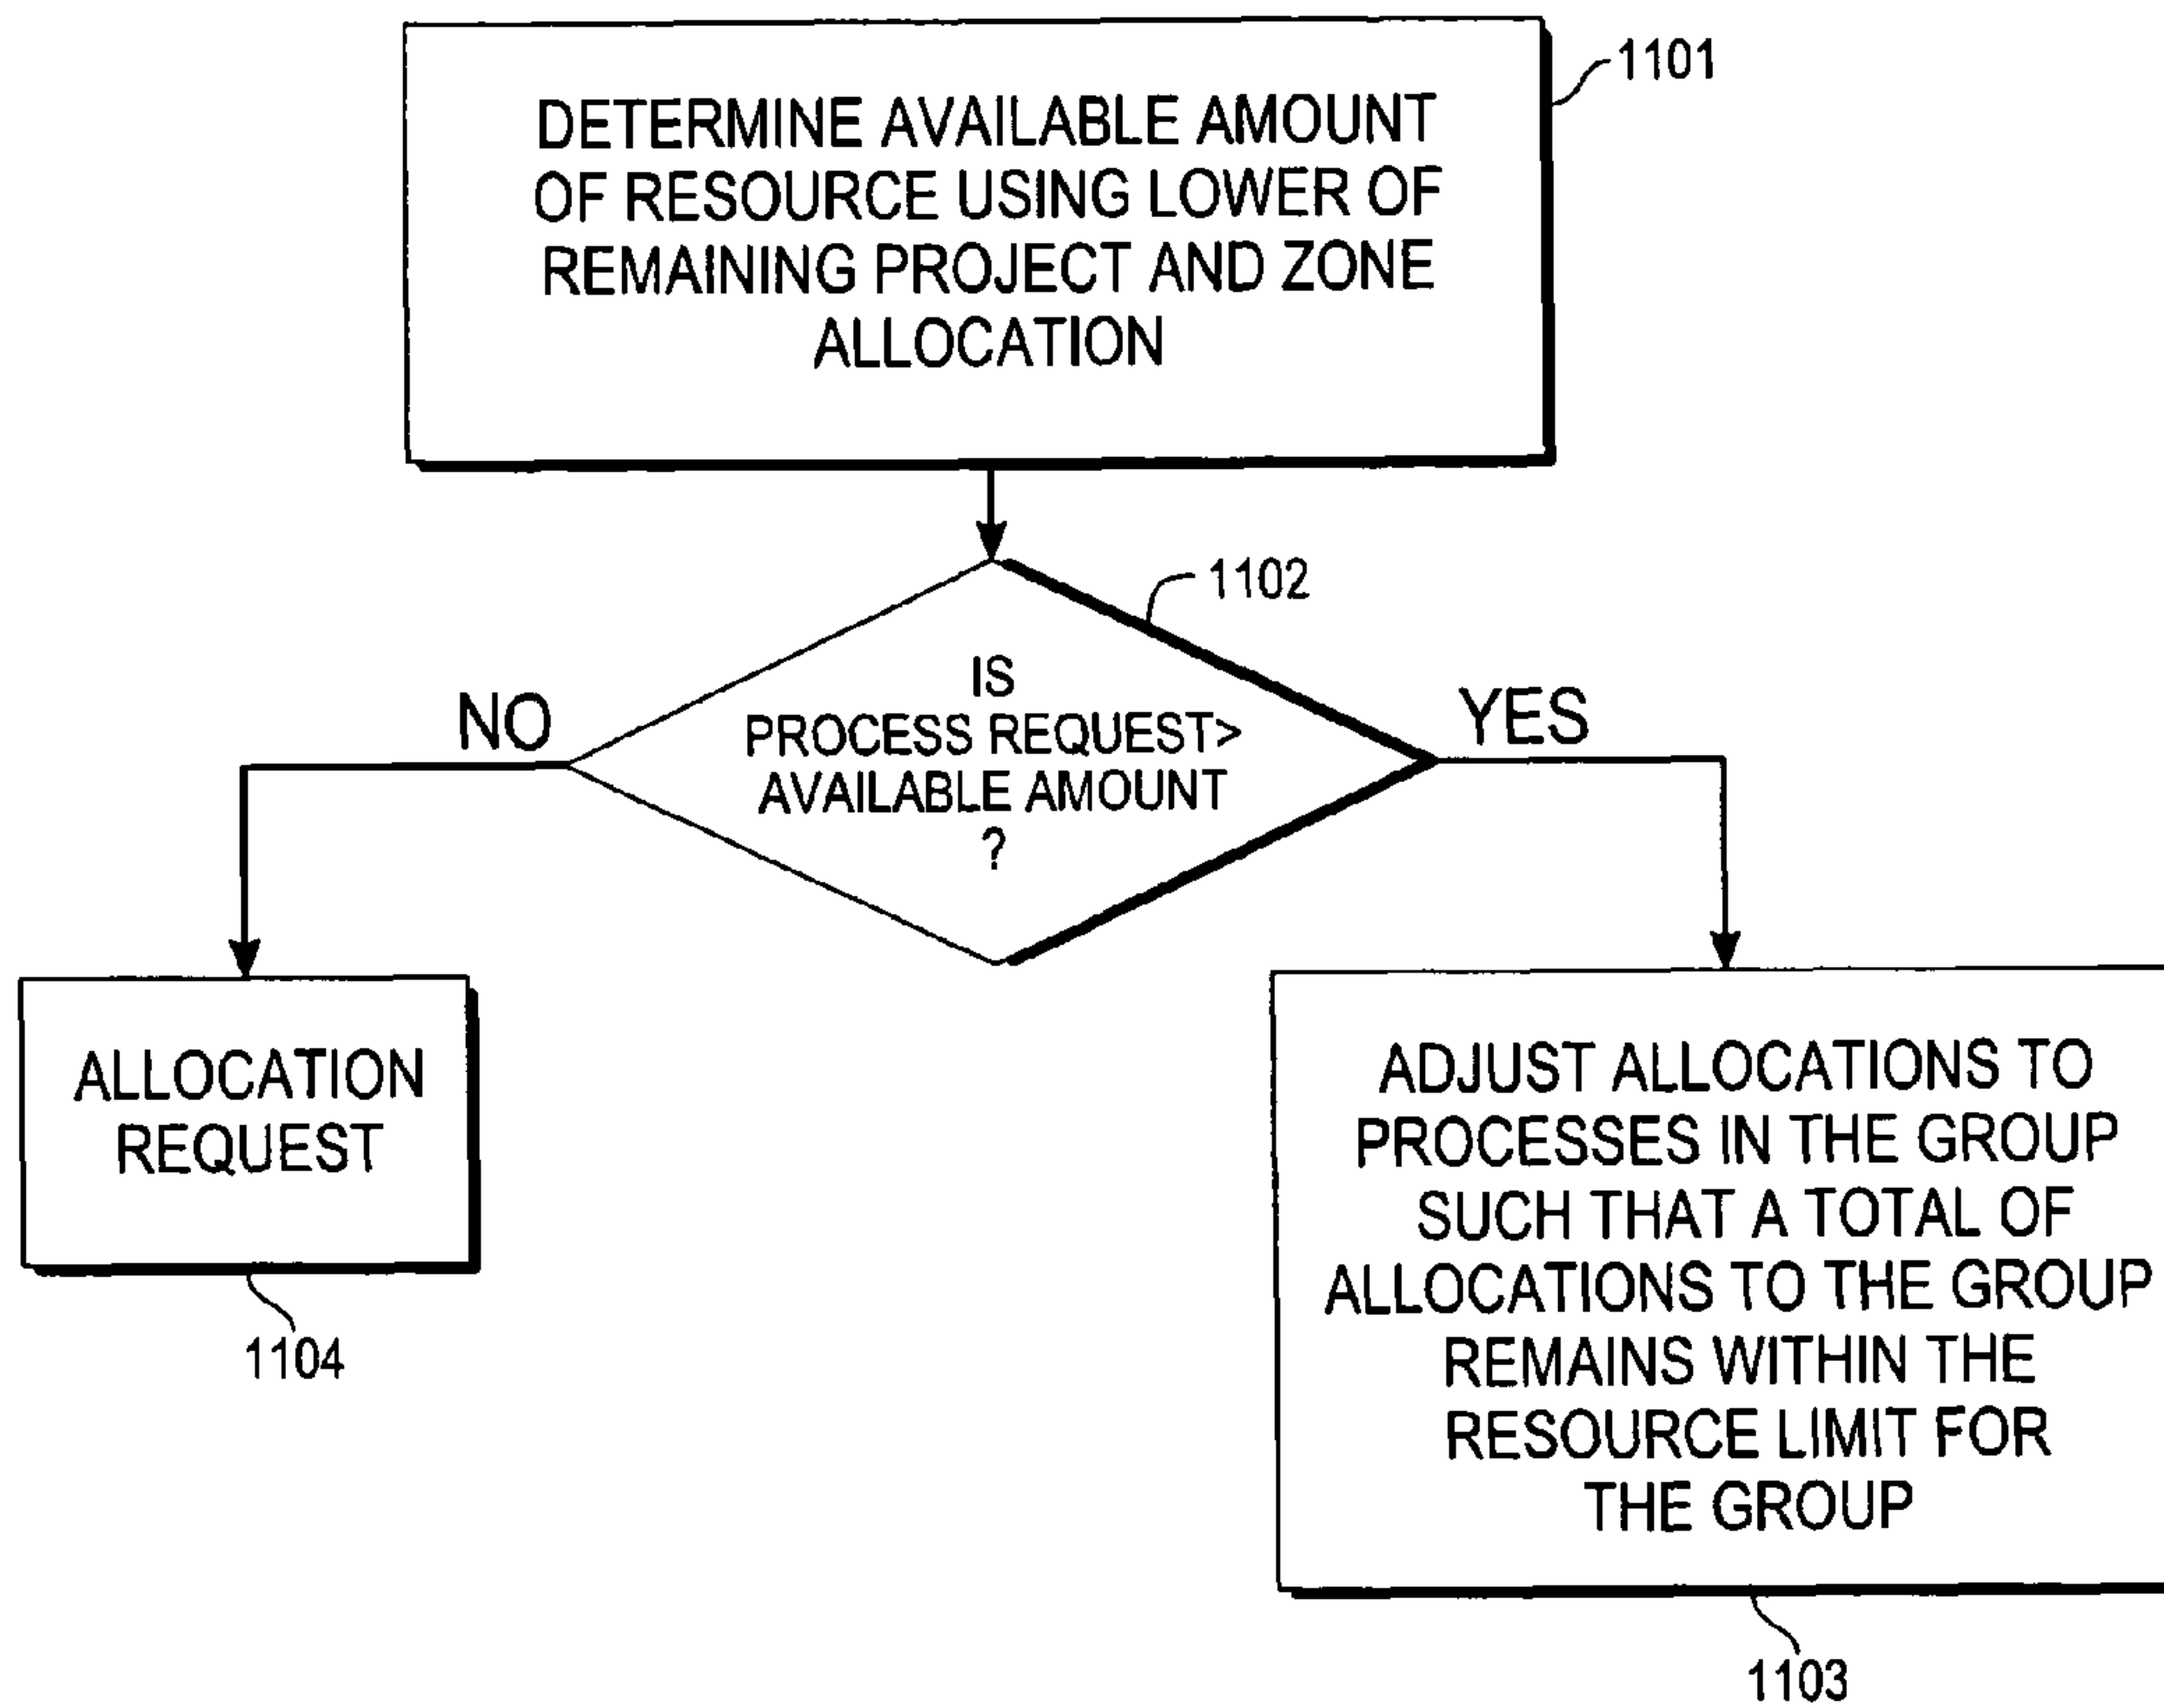 1101
DETERMINE AVAILABLE AMOUNT
OF RESOURCE USING LOWER OF
REMAINING PROJECT AND ZONE
ALLOCATION
1102
IS
PROCESS REQUEST>
AVAILABLE AMOUNT
?
NO
YES
ALLOCATION
REQUEST
1104
ADJUST ALLOCATIONS TO
PROCESSES IN THE GROUP
SUCH THAT A TOTAL OF
ALLOCATIONS TO THE GROUP
REMAINS WITHIN THE
RESOURCE LIMIT FOR
THE GROUP
1103